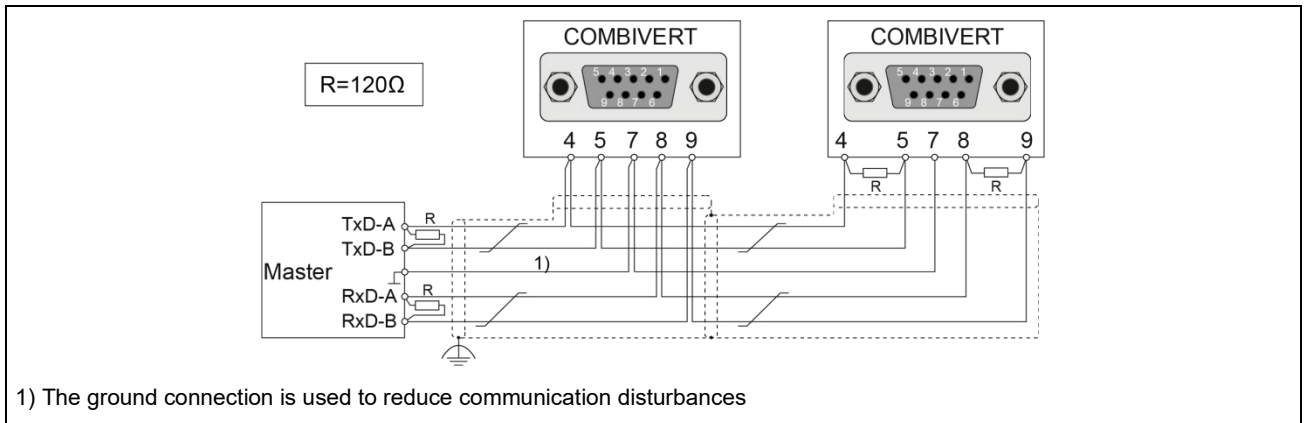 COMBIVERT
COMBIVERT
5 4 3 2 1
9 8 7 6
5 4 3 2 1
9 8 7 6
R=120Ω
4 5 7 8 9
4 5 7 8 9
R
R
TxD-A R
TxD-B
Master
1)
RxD-A R
RxD-B
1) The ground connection is used to reduce communication disturbances